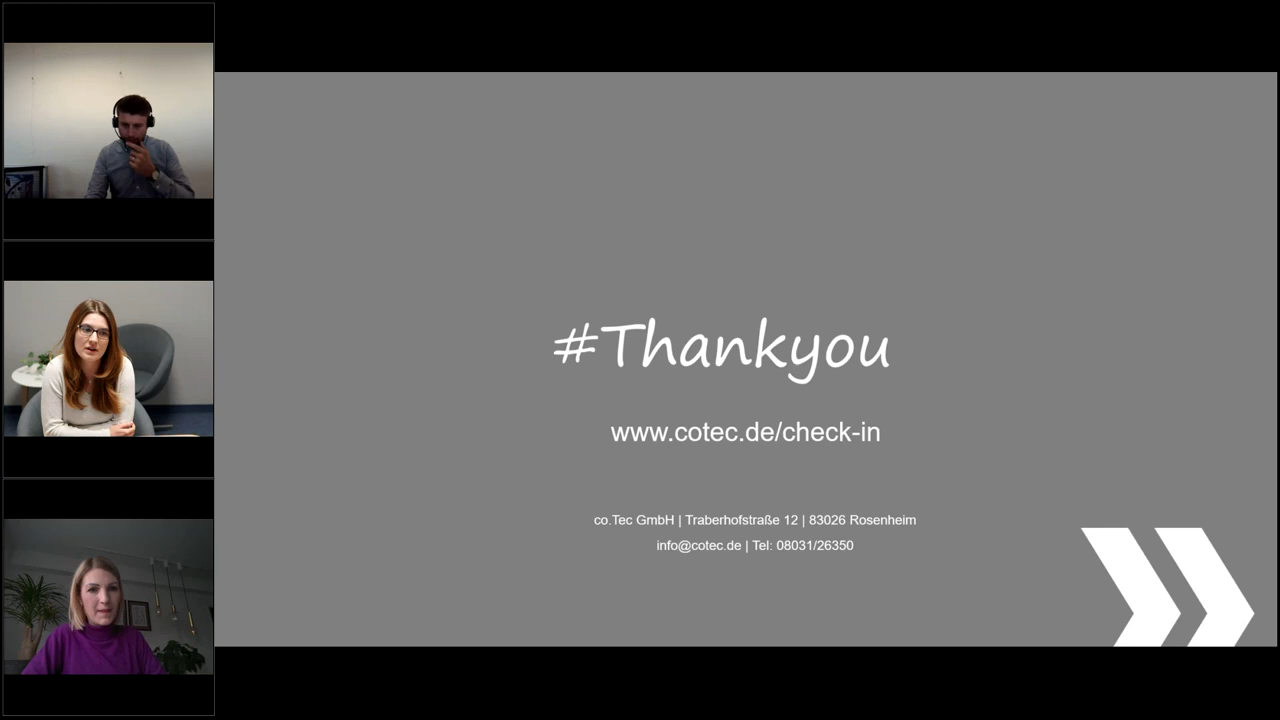 #Thankyou
www.cotec.de/check-in
co.Tec GmbH | Traberhofstraße 12 | 83026 Rosenheim
info@cotec.de | Tel: 08031/26350